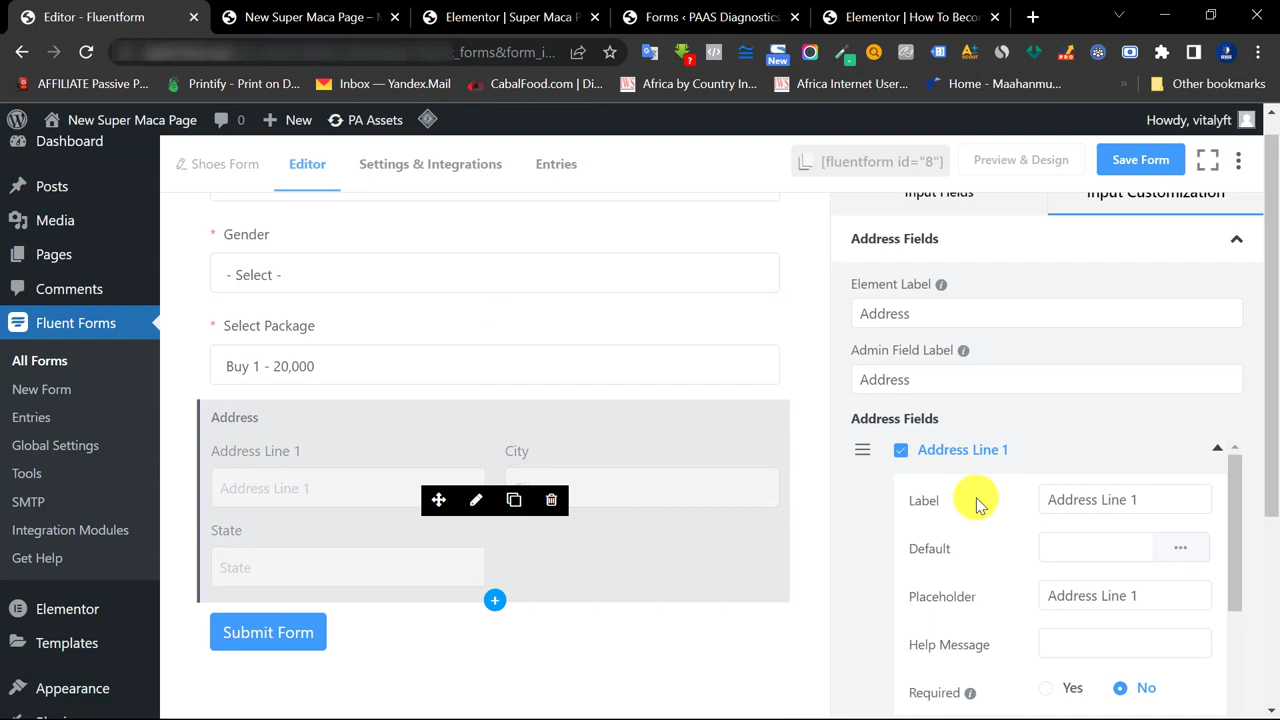 Editor - Fluentform
New Super Maca Page –
Elementor | Super Maca P
Forms ‹ PAAS Diagnostics
Elementor | How To Becor
_forms&form_i...
New
PRO
AFFILIATE Passive P...
Printify - Print on D...
Inbox — Yandex.Mail
CabalFood.com | Di...
Africa by Country In...
Africa Internet User...
Home - Maahanmu...
»
Other bookmarks
New Super Maca Page
0
New
PA Assets
Howdy, vitalyft
Dashboard
Posts
Media
Pages
Comments
Fluent Forms
All Forms
New Form
Entries
Global Settings
Tools
SMTP
Integration Modules
Get Help
Elementor
Templates
Appearance
Shoes Form
Editor
Settings & Integrations
Entries
[fluentform id="8"]
Preview & Design
Save Form
* Gender
- Select -
* Select Package
Buy 1 - 20,000
Address
Address Line 1
City
Address Line 1
State
State
Submit Form
Input Fields
Input Customization
Address Fields
Element Label
Address
Admin Field Label
Address
Address Fields
Address Line 1
Label
Address Line 1
Default
Placeholder
Address Line 1
Help Message
Required
Yes
No